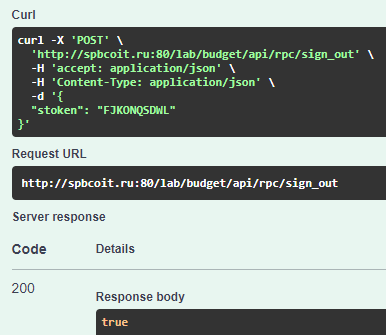 Curl
curl -X 'POST' \
'http://spbcoit.ru:80/lab/budget/api/rpc/sign_out' \
-H 'accept: application/json' \
-H 'Content-Type: application/json' \
-d '{
"stoken": "FJKONQSDWL"
}'
Request URL
http://spbcoit.ru:80/lab/budget/api/rpc/sign_out
Server response
Code Details
200
Response body
true